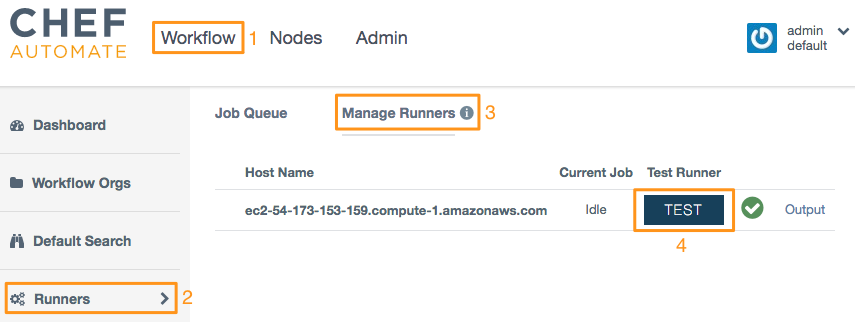 CHEF
AUTOMATE
Workflow 1 Nodes Admin
admin
default
Dashboard
Workflow Orgs
Default Search
Runners 2
Job Queue Manage Runners 3
Host Name Current Job Test Runner
ec2-54-173-153-159.compute-1.amazonaws.com Idle TEST Output
4